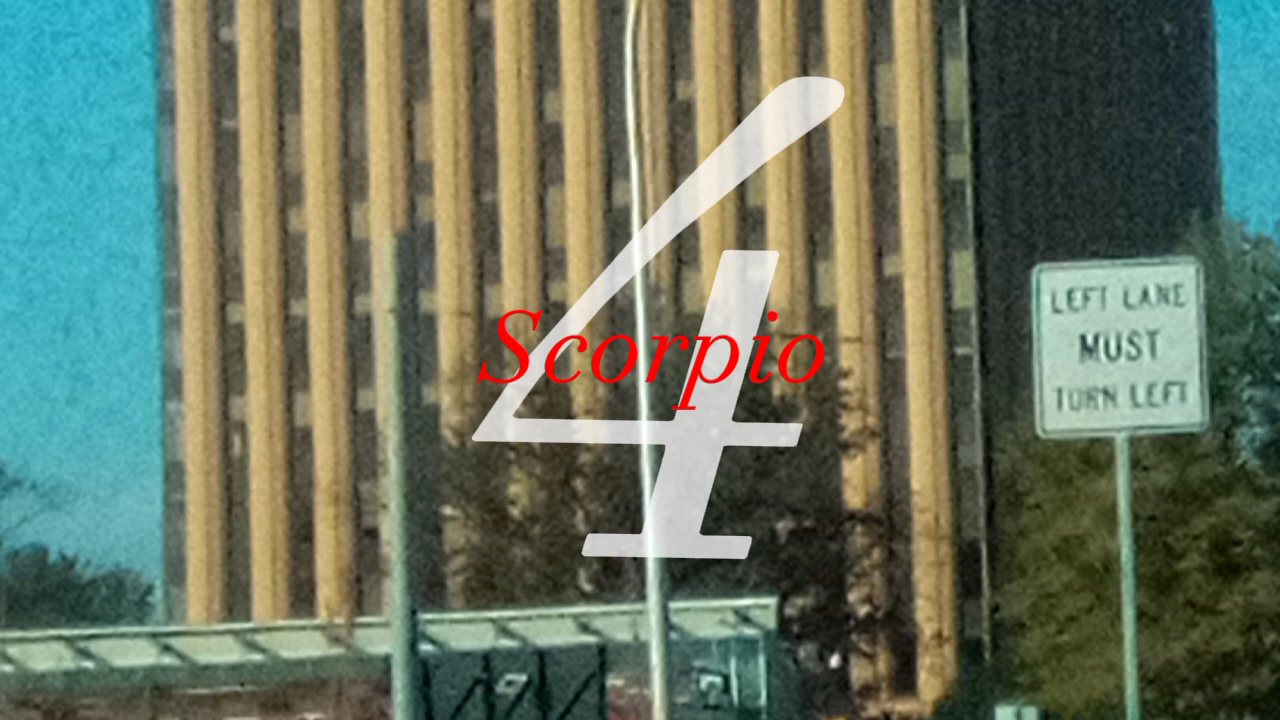 4
Scorpio
LEFT LANE
MUST
TURN LEFT